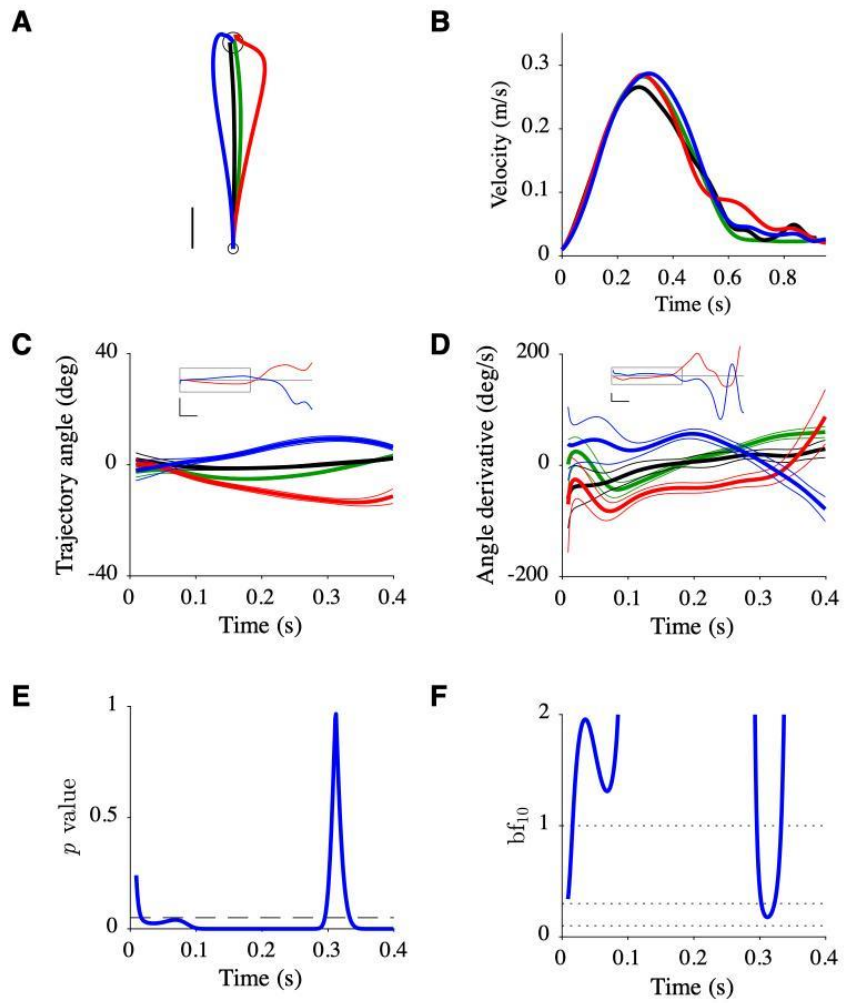 A
B
Velocity (m/s)
0.3
0.2
0.1
0
0 0.2 0.4 0.6 0.8
Time (s)
C
Trajectory angle (deg)
40
0
-40
0 0.1 0.2 0.3 0.4
Time (s)
D
Angle derivative (deg/s)
200
0
-200
0 0.1 0.2 0.3 0.4
Time (s)
E
p value
1
0.5
0
0 0.1 0.2 0.3 0.4
Time (s)
F
bf₁₀
2
1
0
0 0.1 0.2 0.3 0.4
Time (s)